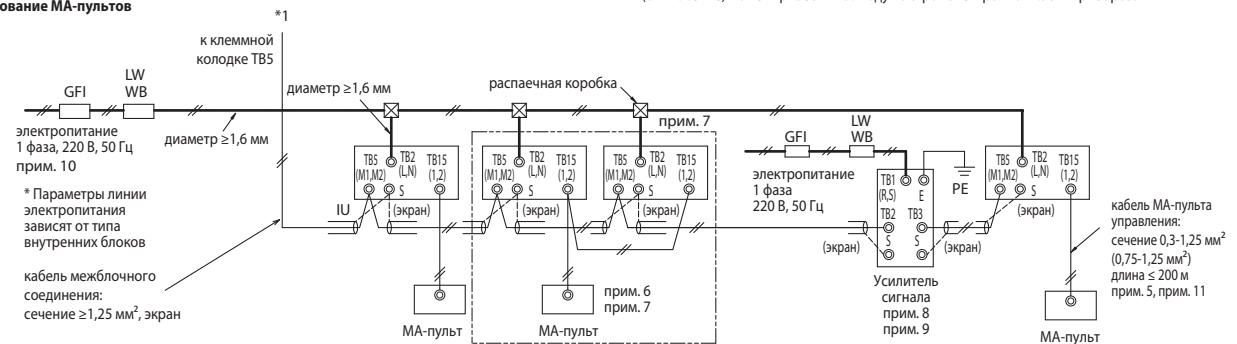 ование МА-пультов
*1
к клеммной
колодке TB5
GFI
LW
WB
диаметр ≥1,6 мм
распаечная коробка
прим. 7
электропитание
1 фаза, 220 В, 50 Гц
прим. 10
диаметр ≥1,6 мм
* Параметры линии
электропитания
зависят от типа
внутренних блоков
кабель межблочного
соединения:
сечение ≥1,25 мм², экран
IU
TB5
(M1,M2)
TB2
(L,N)
TB15
(1,2)
S
(экран)
МА-пульт
TB5
(M1,M2)
TB2
(L,N)
TB15
(1,2)
S
(экран)
МА-пульт
прим. 6
прим. 7
TB5
(M1,M2)
TB2
(L,N)
TB15
(1,2)
S
(экран)
GFI
LW
WB
электропитание
1 фаза
220 В, 50 Гц
TB1
(R,S)
E
PE
TB2
TB3
S
S
(экран)
(экран)
Усилитель
сигнала
прим. 8
прим. 9
TB5
(M1,M2)
TB2
(L,N)
TB15
(1,2)
S
(экран)
МА-пульт
кабель МА-пульта
управления:
сечение 0,3-1,25 мм²
(0,75-1,25 мм²)
длина ≤ 200 м
прим. 5, прим. 11